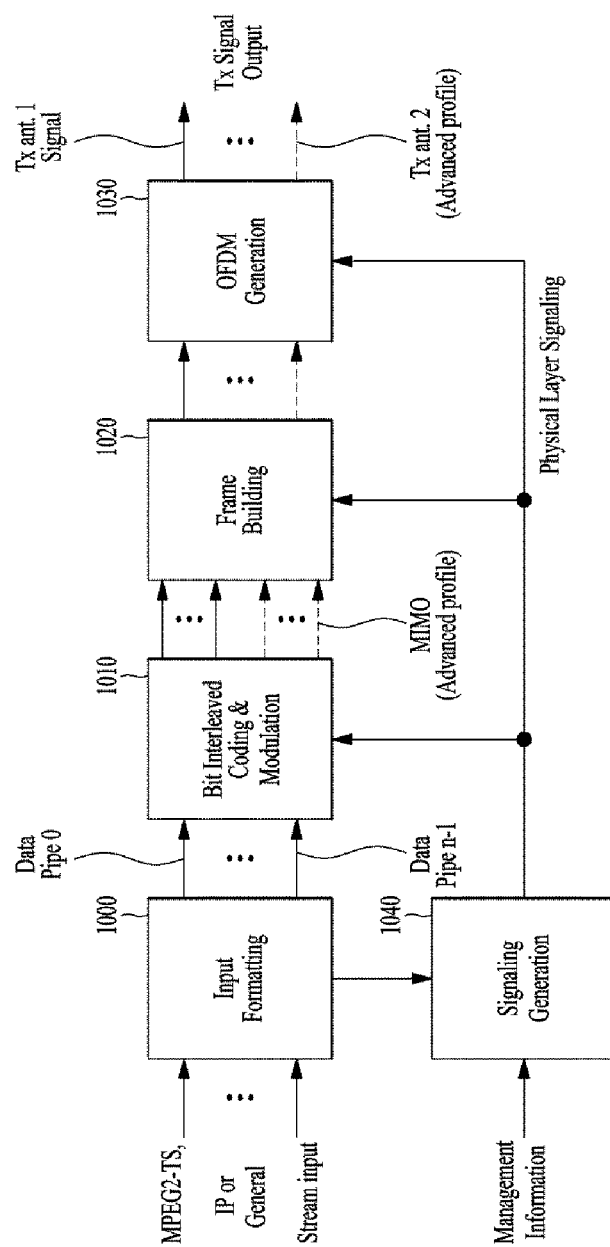 MPEG2-TS,
IP or
General
Stream input
1000
Input
Formatting
Data
Pipe 0
Data
Pipe n-1
1010
Bit Interleaved
Coding &
Modulation
MIMO
(Advanced profile)
1020
Frame
Building
1030
OFDM
Generation
Tx ant. 1
Signal
Tx Signal
Output
Tx ant. 2
(Advanced profile)
Management
Information
1040
Signaling
Generation
Physical Layer Signaling